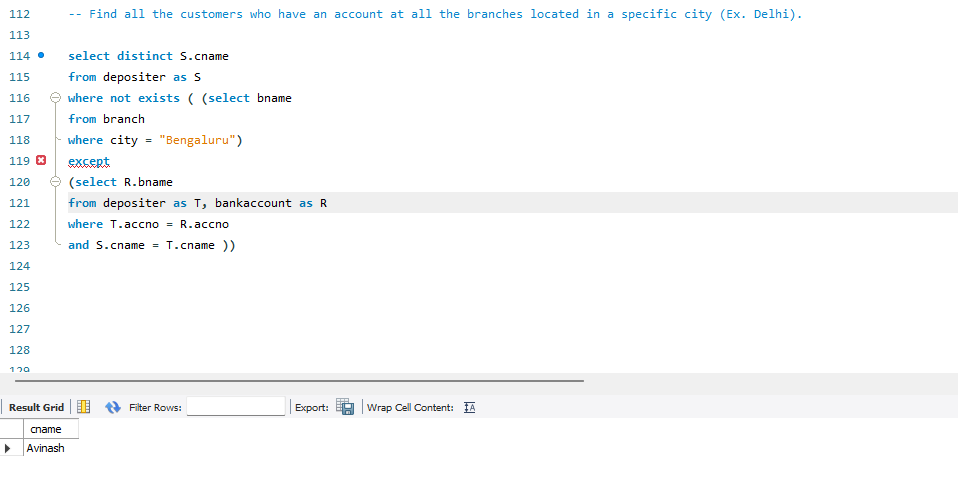 112 -- Find all the customers who have an account at all the branches located in a specific city (Ex. Delhi).
113
114 select distinct S.cname
115 from depositer as S
116 where not exists ( (select bname
117 from branch
118 where city = "Bengaluru")
119 except
120 (select R.bname
121 from depositer as T, bankaccount as R
122 where T.accno = R.accno
123 and S.cname = T.cname ))
124
125
126
127
128
129
Result Grid Filter Rows: Export: Wrap Cell Content: IA
cname
Avinash